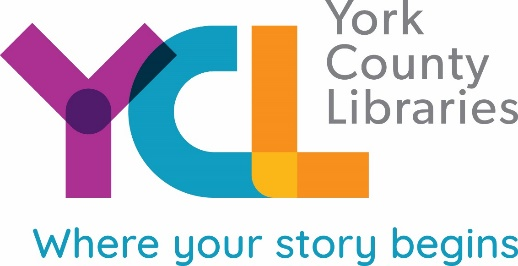 YCL
York
County
Libraries
Where your story begins